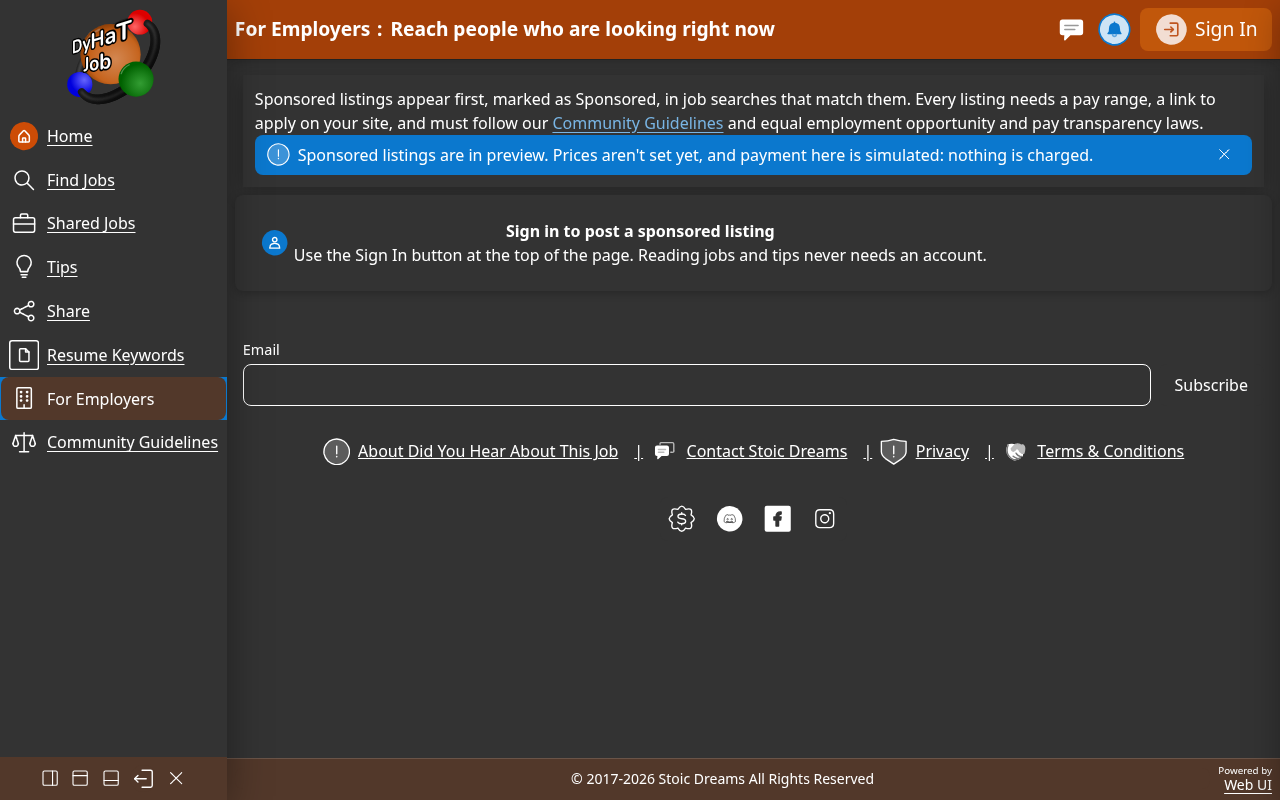 DyHaT
Job
Home
Find Jobs
Shared Jobs
Tips
Share
Resume Keywords
For Employers
Community Guidelines
For Employers : Reach people who are looking right now
Sign In
Sponsored listings appear first, marked as Sponsored, in job searches that match them. Every listing needs a pay range, a link to
apply on your site, and must follow our Community Guidelines and equal employment opportunity and pay transparency laws.
Sponsored listings are in preview. Prices aren't set yet, and payment here is simulated: nothing is charged.
Sign in to post a sponsored listing
Use the Sign In button at the top of the page. Reading jobs and tips never needs an account.
Email
Subscribe
About Did You Hear About This Job | Contact Stoic Dreams | Privacy | Terms & Conditions
© 2017-2026 Stoic Dreams All Rights Reserved
Powered by
Web UI